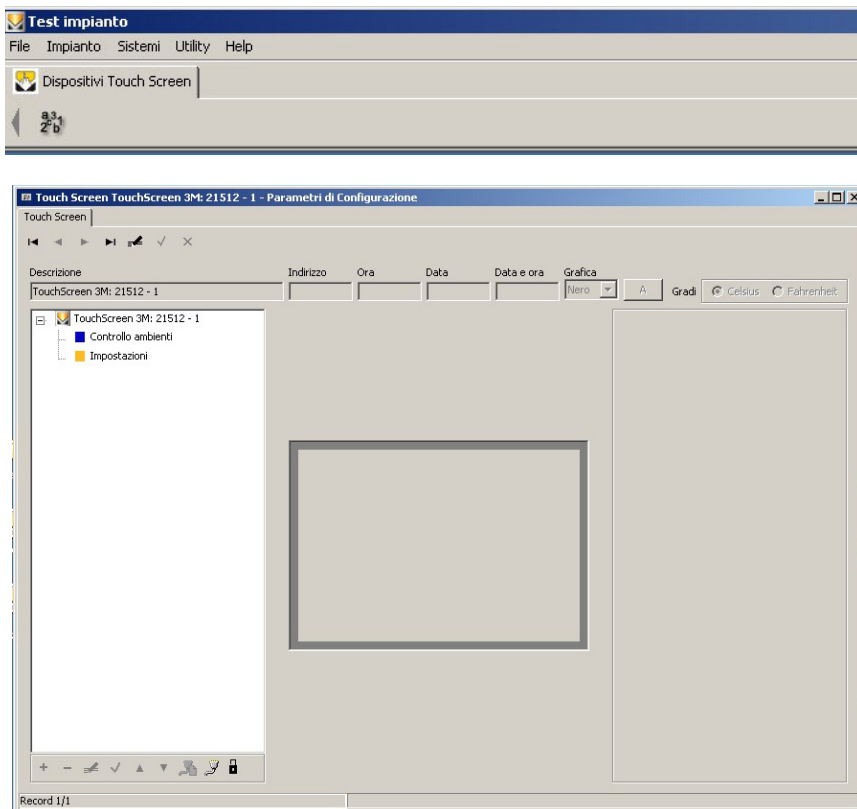 Test impianto
File Impianto Sistemi Utility Help
Dispositivi Touch Screen
Touch Screen TouchScreen 3M: 21512 - 1 - Parametri di Configurazione
Touch Screen
Descrizione Indirizzo Ora Data Data e ora Grafica
TouchScreen 3M: 21512 - 1 Nero A Gradi Celsius Fahrenheit
TouchScreen 3M: 21512 - 1
Controllo ambienti
Impostazioni
Record 1/1